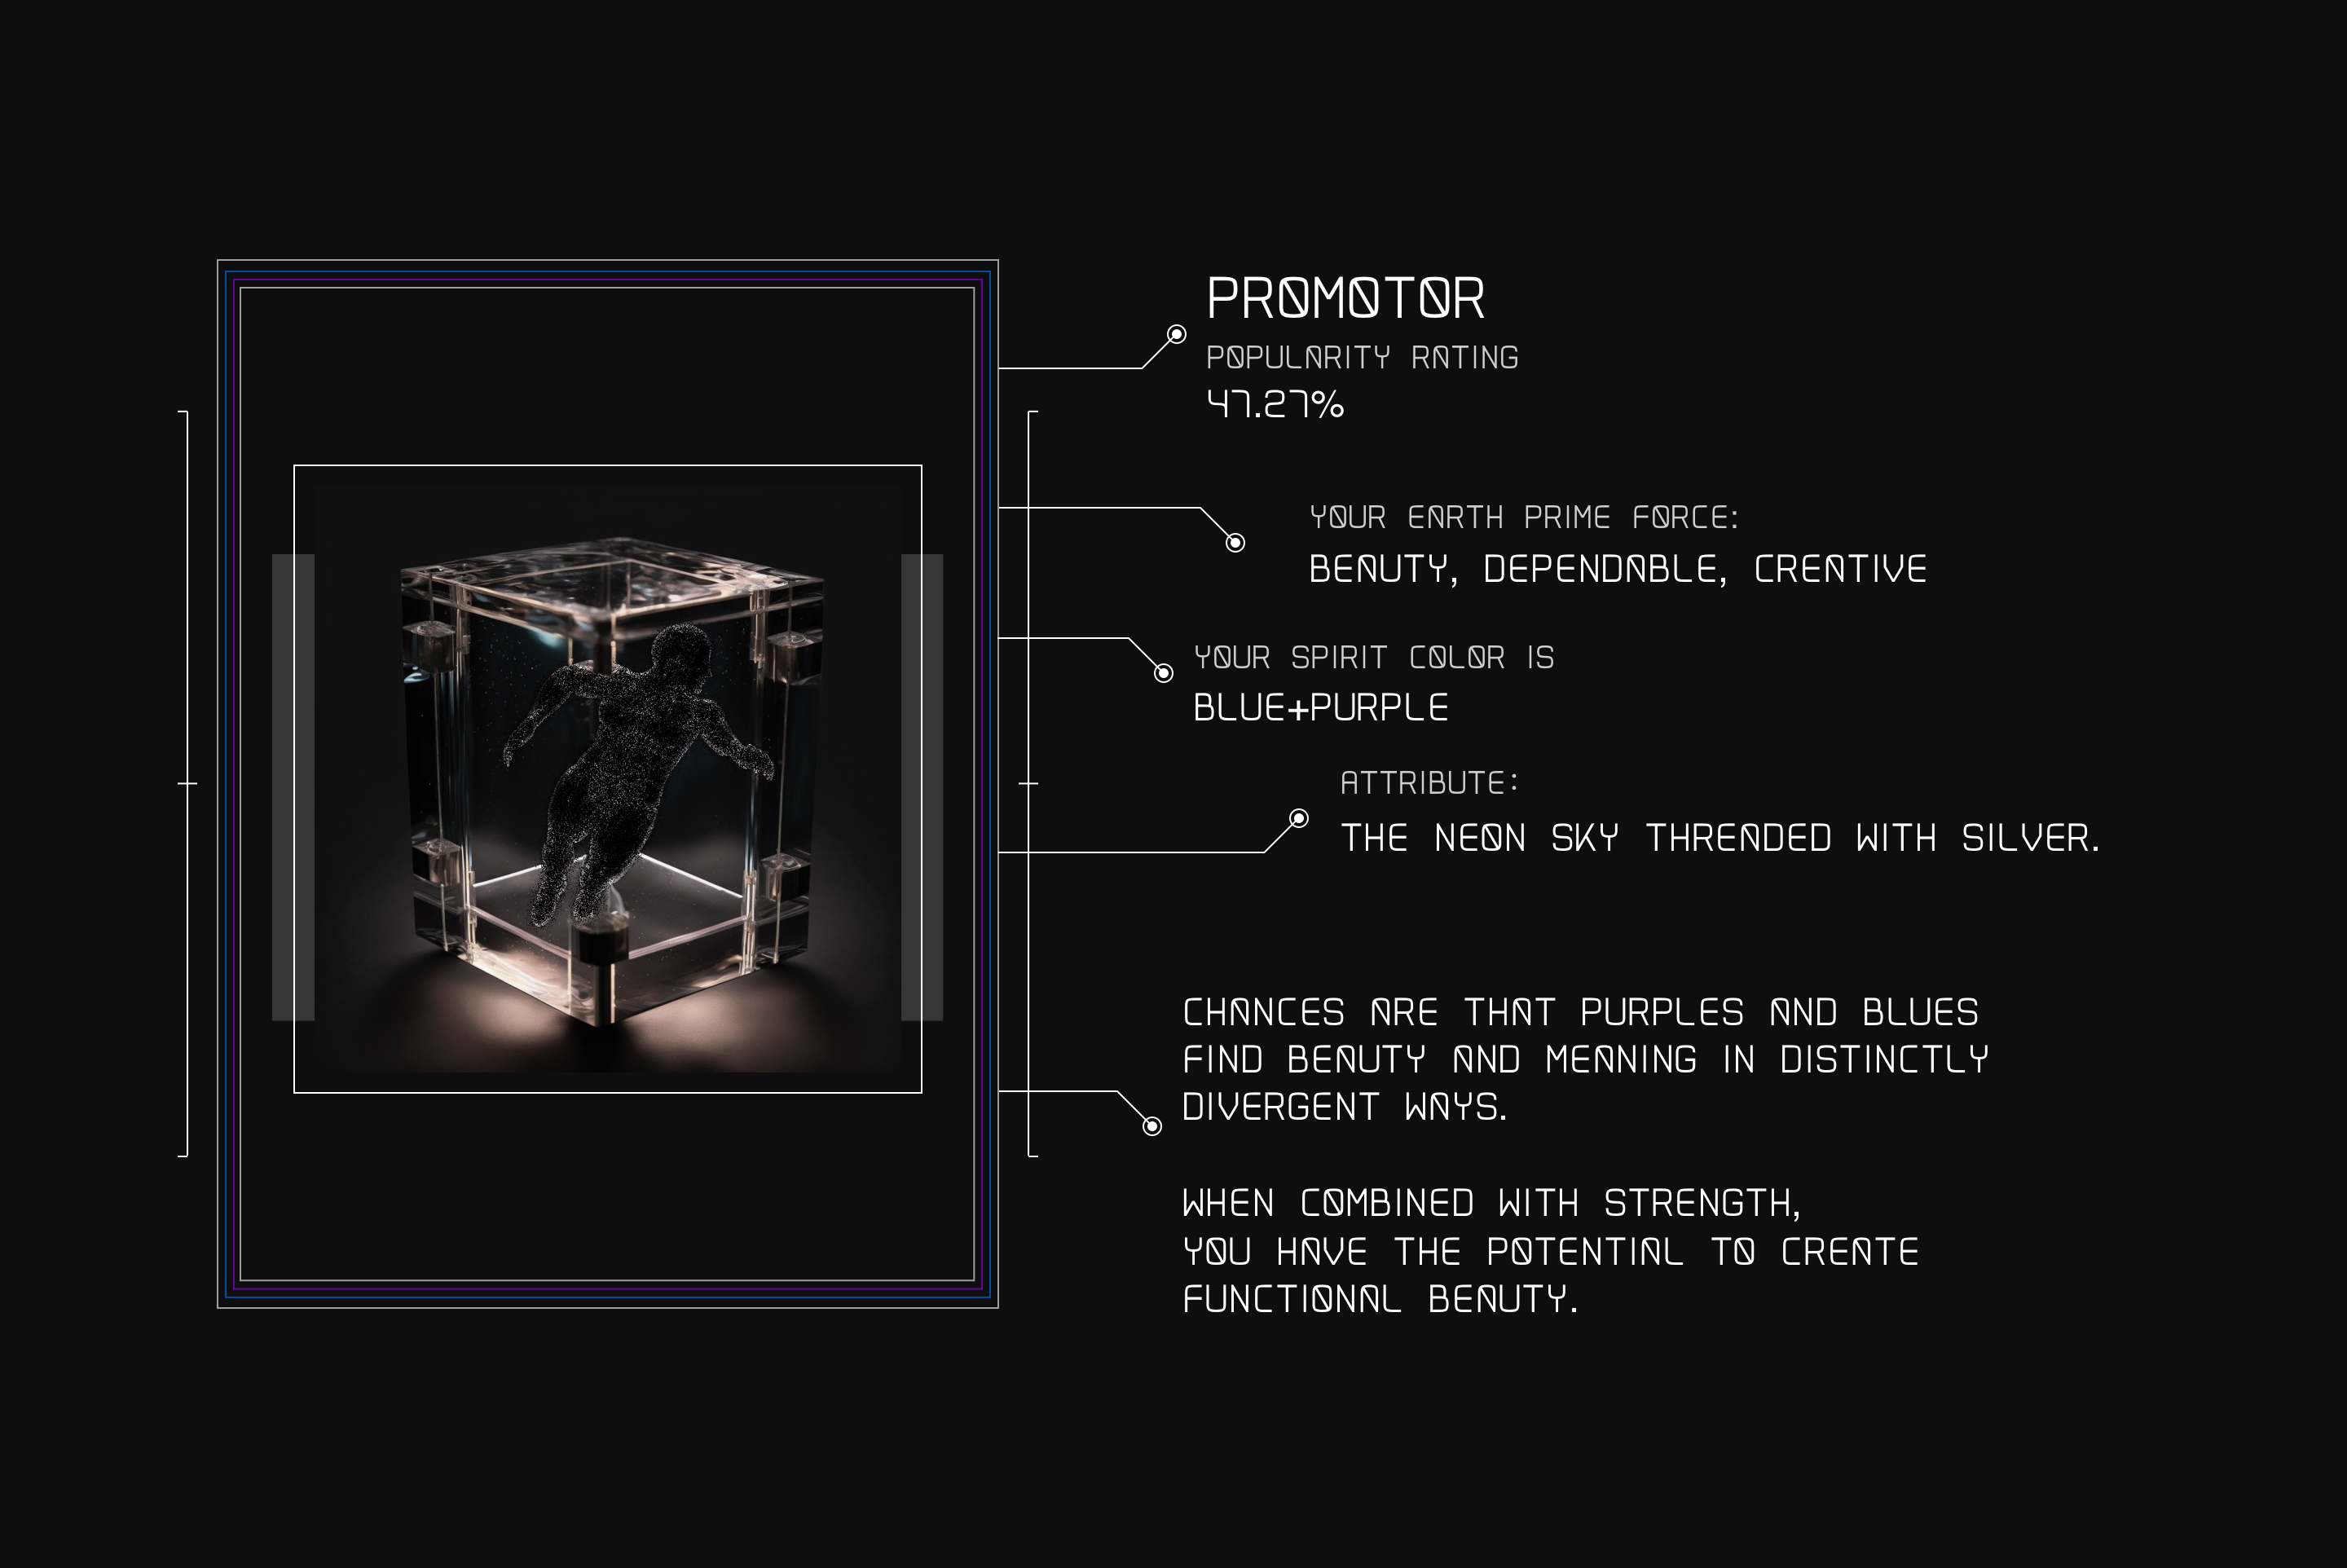 PROMOTOR
POPULARITY RATING
47.27%
YOUR EARTH PRIME FORCE:
BEAUTY, DEPENDABLE, CREATIVE
YOUR SPIRIT COLOR IS
BLUE+PURPLE
ATTRIBUTE:
THE NEON SKY THREADED WITH SILVER.
CHANCES ARE THAT PURPLES AND BLUES
FIND BEAUTY AND MEANING IN DISTINCTLY
DIVERGENT WAYS.
WHEN COMBINED WITH STRENGTH,
YOU HAVE THE POTENTIAL TO CREATE
FUNCTIONAL BEAUTY.